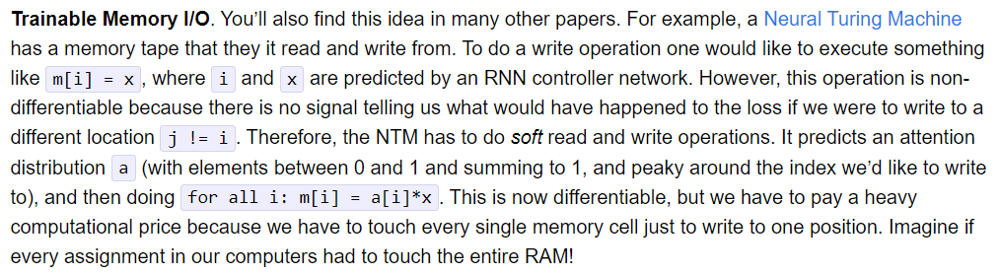 Trainable Memory I/O. You’ll also find this idea in many other papers. For example, a Neural Turing Machine
has a memory tape that they it read and write from. To do a write operation one would like to execute something
like m[i] = x, where i and x are predicted by an RNN controller network. However, this operation is non-
differentiable because there is no signal telling us what would have happened to the loss if we were to write to a
different location j != i. Therefore, the NTM has to do soft read and write operations. It predicts an attention
distribution a (with elements between 0 and 1 and summing to 1, and peaky around the index we’d like to write
to), and then doing for all i: m[i] = a[i]*x. This is now differentiable, but we have to pay a heavy
computational price because we have to touch every single memory cell just to write to one position. Imagine if
every assignment in our computers had to touch the entire RAM!